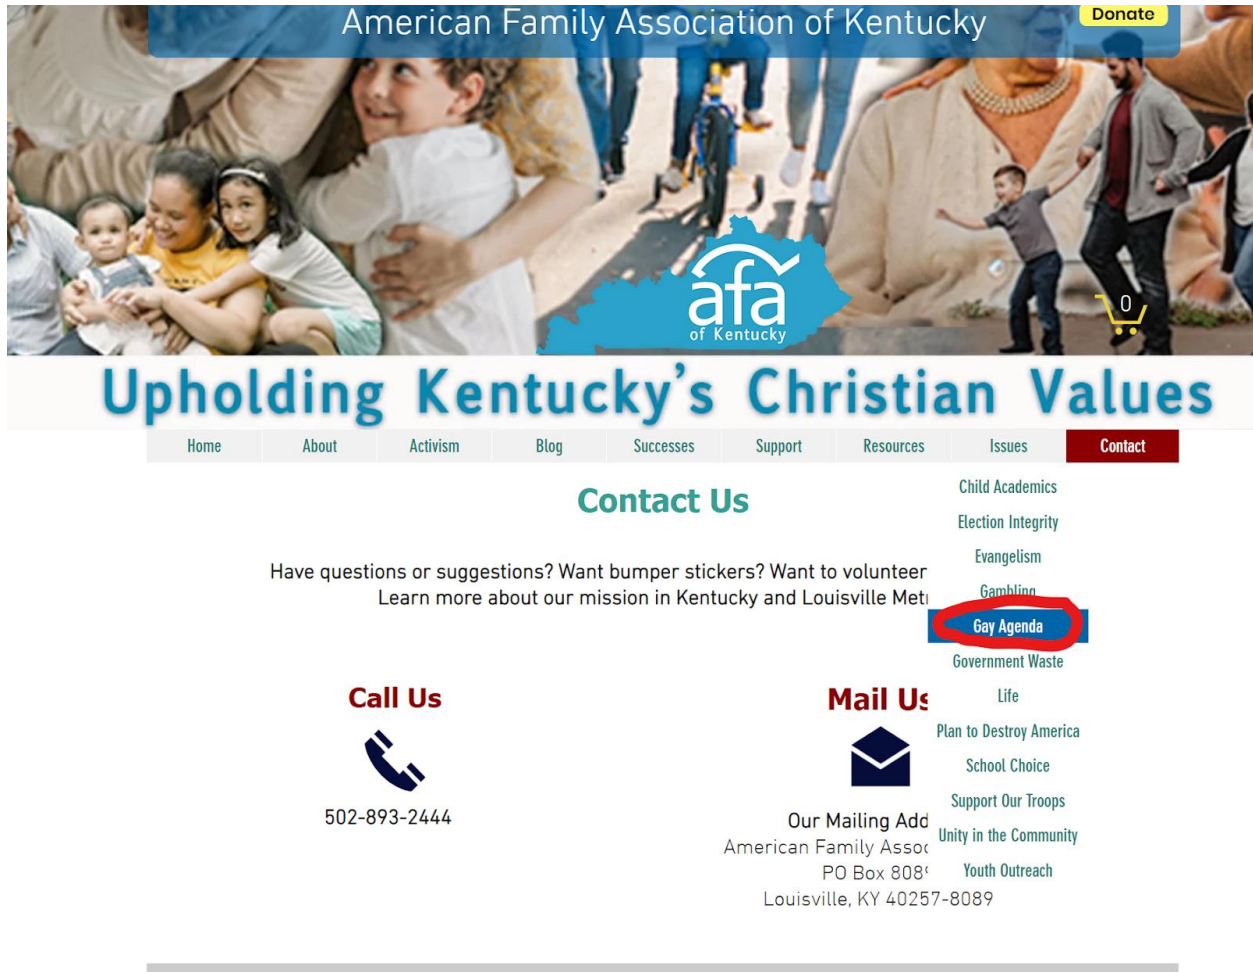 American Family Association of Kentucky
Donate
afa
of Kentucky
0
Upholding Kentucky's Christian Values
Home About Activism Blog Successes Support Resources Issues Contact
Contact Us
Child Academics
Election Integrity
Evangelism
Gambling
Gay Agenda
Government Waste
Life
Plan to Destroy America
School Choice
Support Our Troops
Unity in the Community
Youth Outreach
Have questions or suggestions? Want bumper stickers? Want to volunteer
Learn more about our mission in Kentucky and Louisville
Call Us
502-893-2444
Mail Us
Our Mailing
American Family
PO Box
Louisville, KY 40257-8089